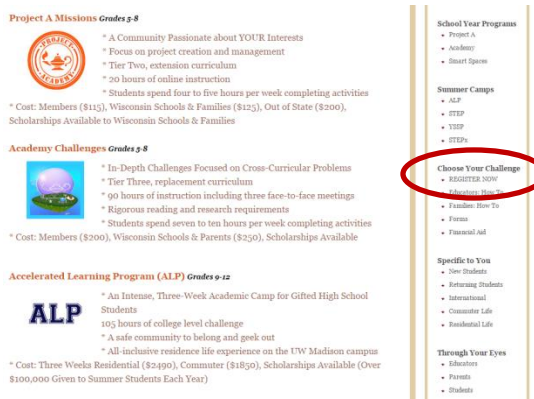 Project A Missions Grades 5-8
PROJECT
ACADEMY
* A Community Passionate about YOUR Interests
* Focus on project creation and management
* Tier Two, extension curriculum
* 20 hours of online instruction
* Students spend four to five hours per week completing activities
* Cost: Members ($115), Wisconsin Schools & Families ($125), Out of State ($200),
Scholarships Available to Wisconsin Schools & Families
Academy Challenges Grades 5-8
* In-Depth Challenges Focused on Cross-Curricular Problems
* Tier Three, replacement curriculum
* 90 hours of instruction including three face-to-face meetings
* Rigorous reading and research requirements
* Students spend seven to ten hours per week completing activities
* Cost: Members ($200), Wisconsin Schools & Parents ($250), Scholarships Available
Accelerated Learning Program (ALP) Grades 9-12
ALP
* An Intense, Three-Week Academic Camp for Gifted High School
Students
105 hours of college level challenge
* A safe community to belong and geek out
* All-inclusive residence life experience on the UW Madison campus
* Cost: Three Weeks Residential ($2490), Commuter ($1850), Scholarships Available (Over
$100,000 Given to Summer Students Each Year)
School Year Programs
• Project A
• Academy
• Smart Spaces
Summer Camps
• ALP
• STEP
• YSSP
• STEPx
Choose Your Challenge
• REGISTER NOW
• Educators: How To
• Families: How To
• Forms
• Financial Aid
Specific to You
• New Students
• Returning Students
• International
• Commuter Life
• Residential Life
Through Your Eyes
• Educators
• Parents
• Students